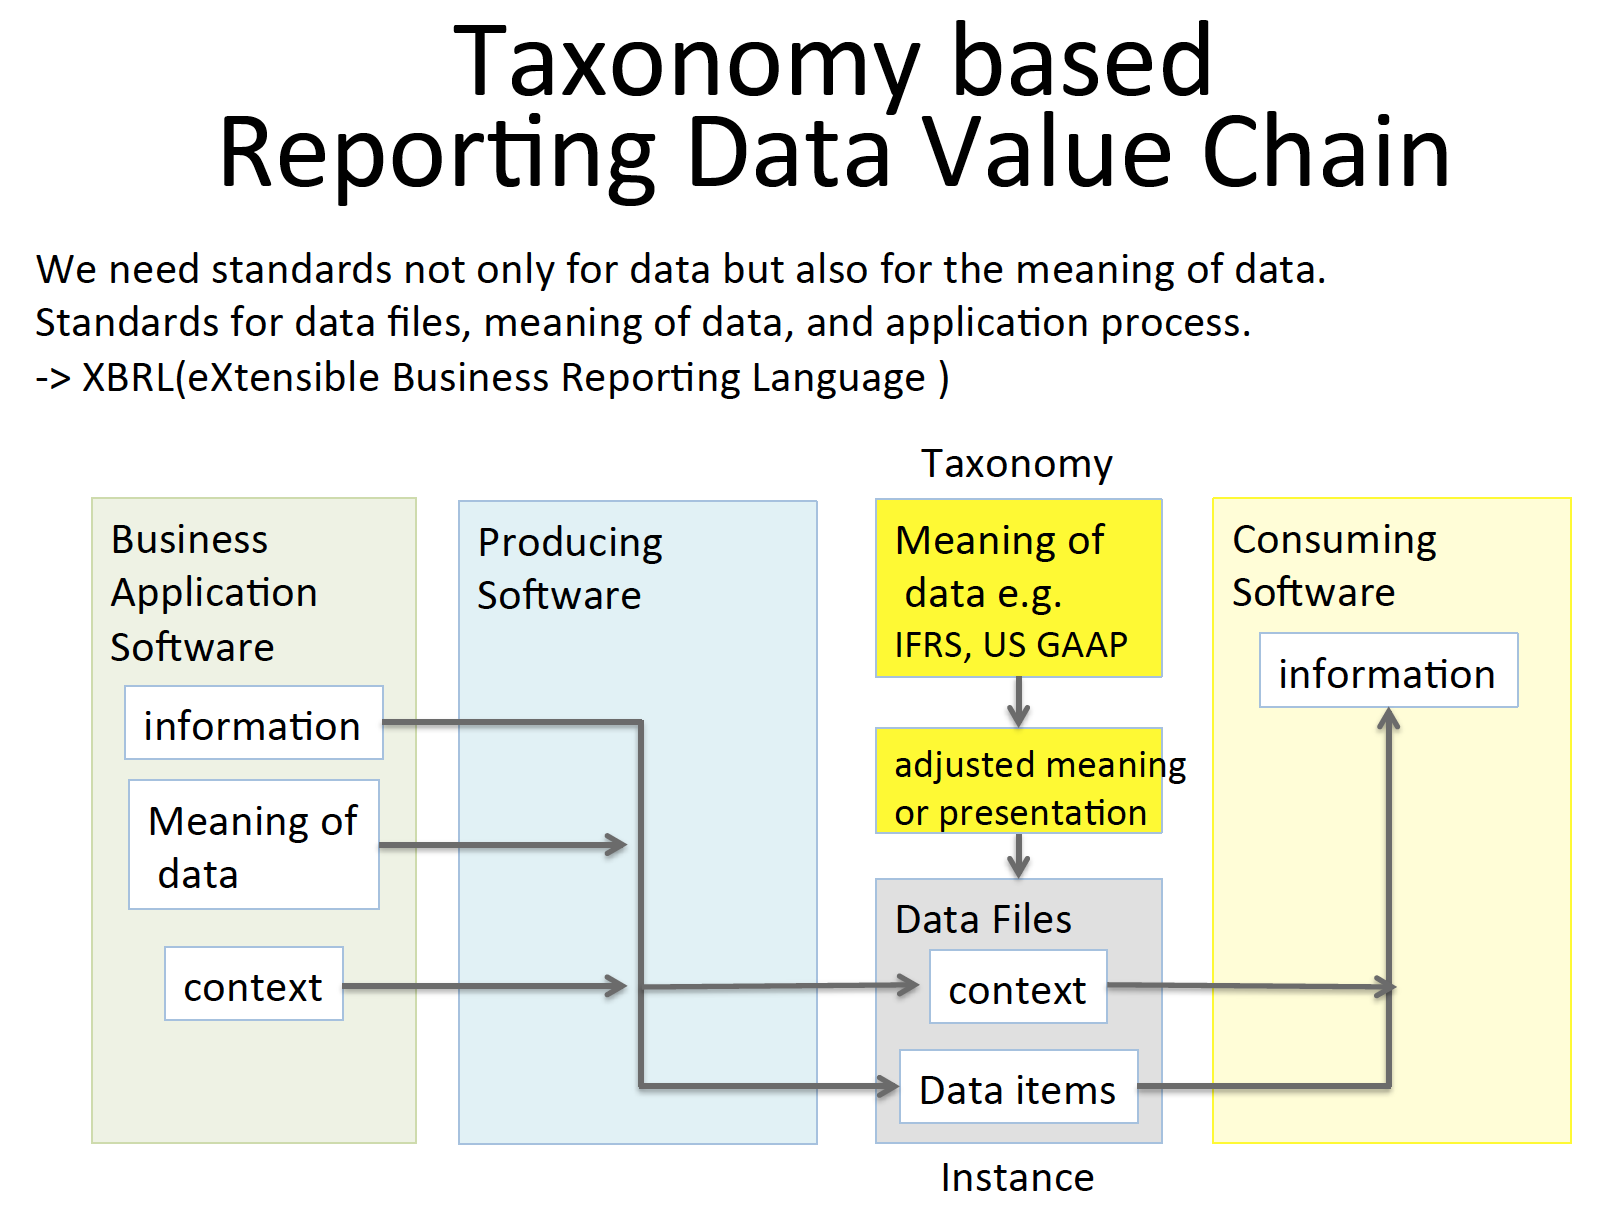 Taxonomy based
Reporting Data Value Chain
We need standards not only for data but also for the meaning of data.
Standards for data files, meaning of data, and application process.
-> XBRL(eXtensible Business Reporting Language )
Business
Application
Software
information
Meaning of
data
context
Producing
Software
Taxonomy
Meaning of
data e.g.
IFRS, US GAAP
adjusted meaning
or presentation
Data Files
context
Data items
Instance
Consuming
Software
information